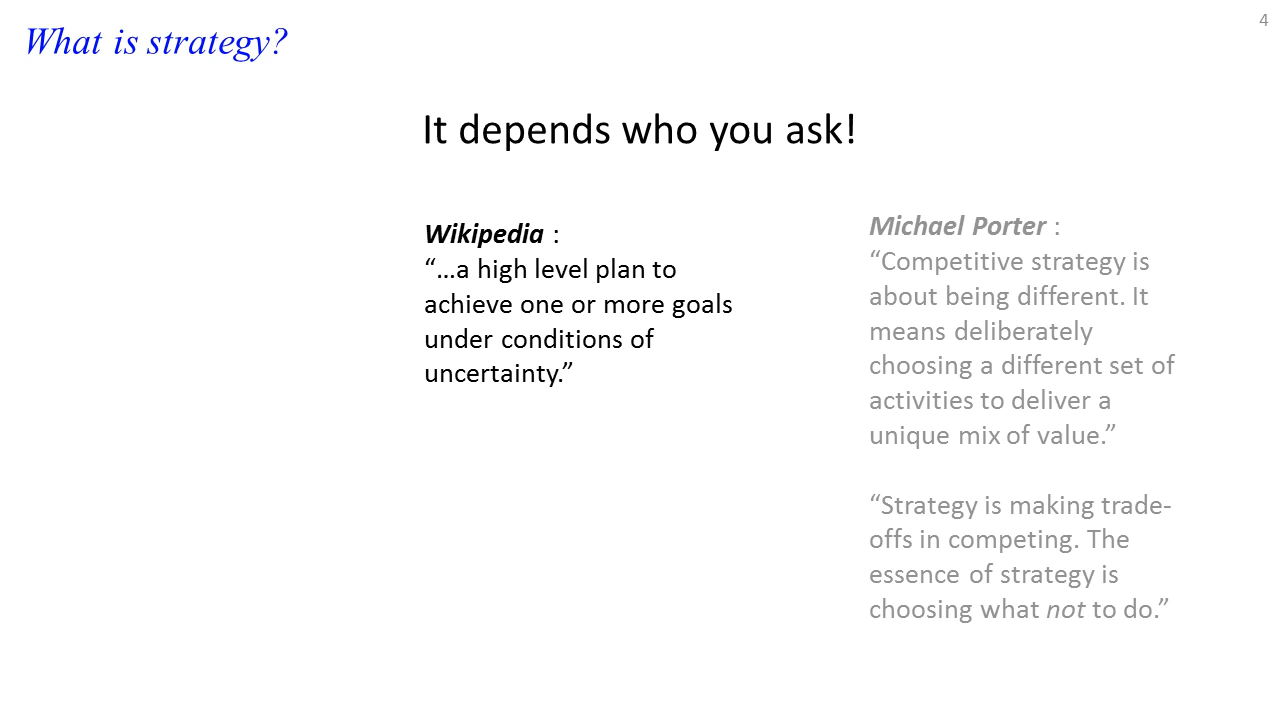 What is strategy?
4
It depends who you ask!
Wikipedia :
“…a high level plan to
achieve one or more goals
under conditions of
uncertainty.”
Michael Porter :
“Competitive strategy is
about being different. It
means deliberately
choosing a different set of
activities to deliver a
unique mix of value.”
“Strategy is making trade-
offs in competing. The
essence of strategy is
choosing what not to do.”